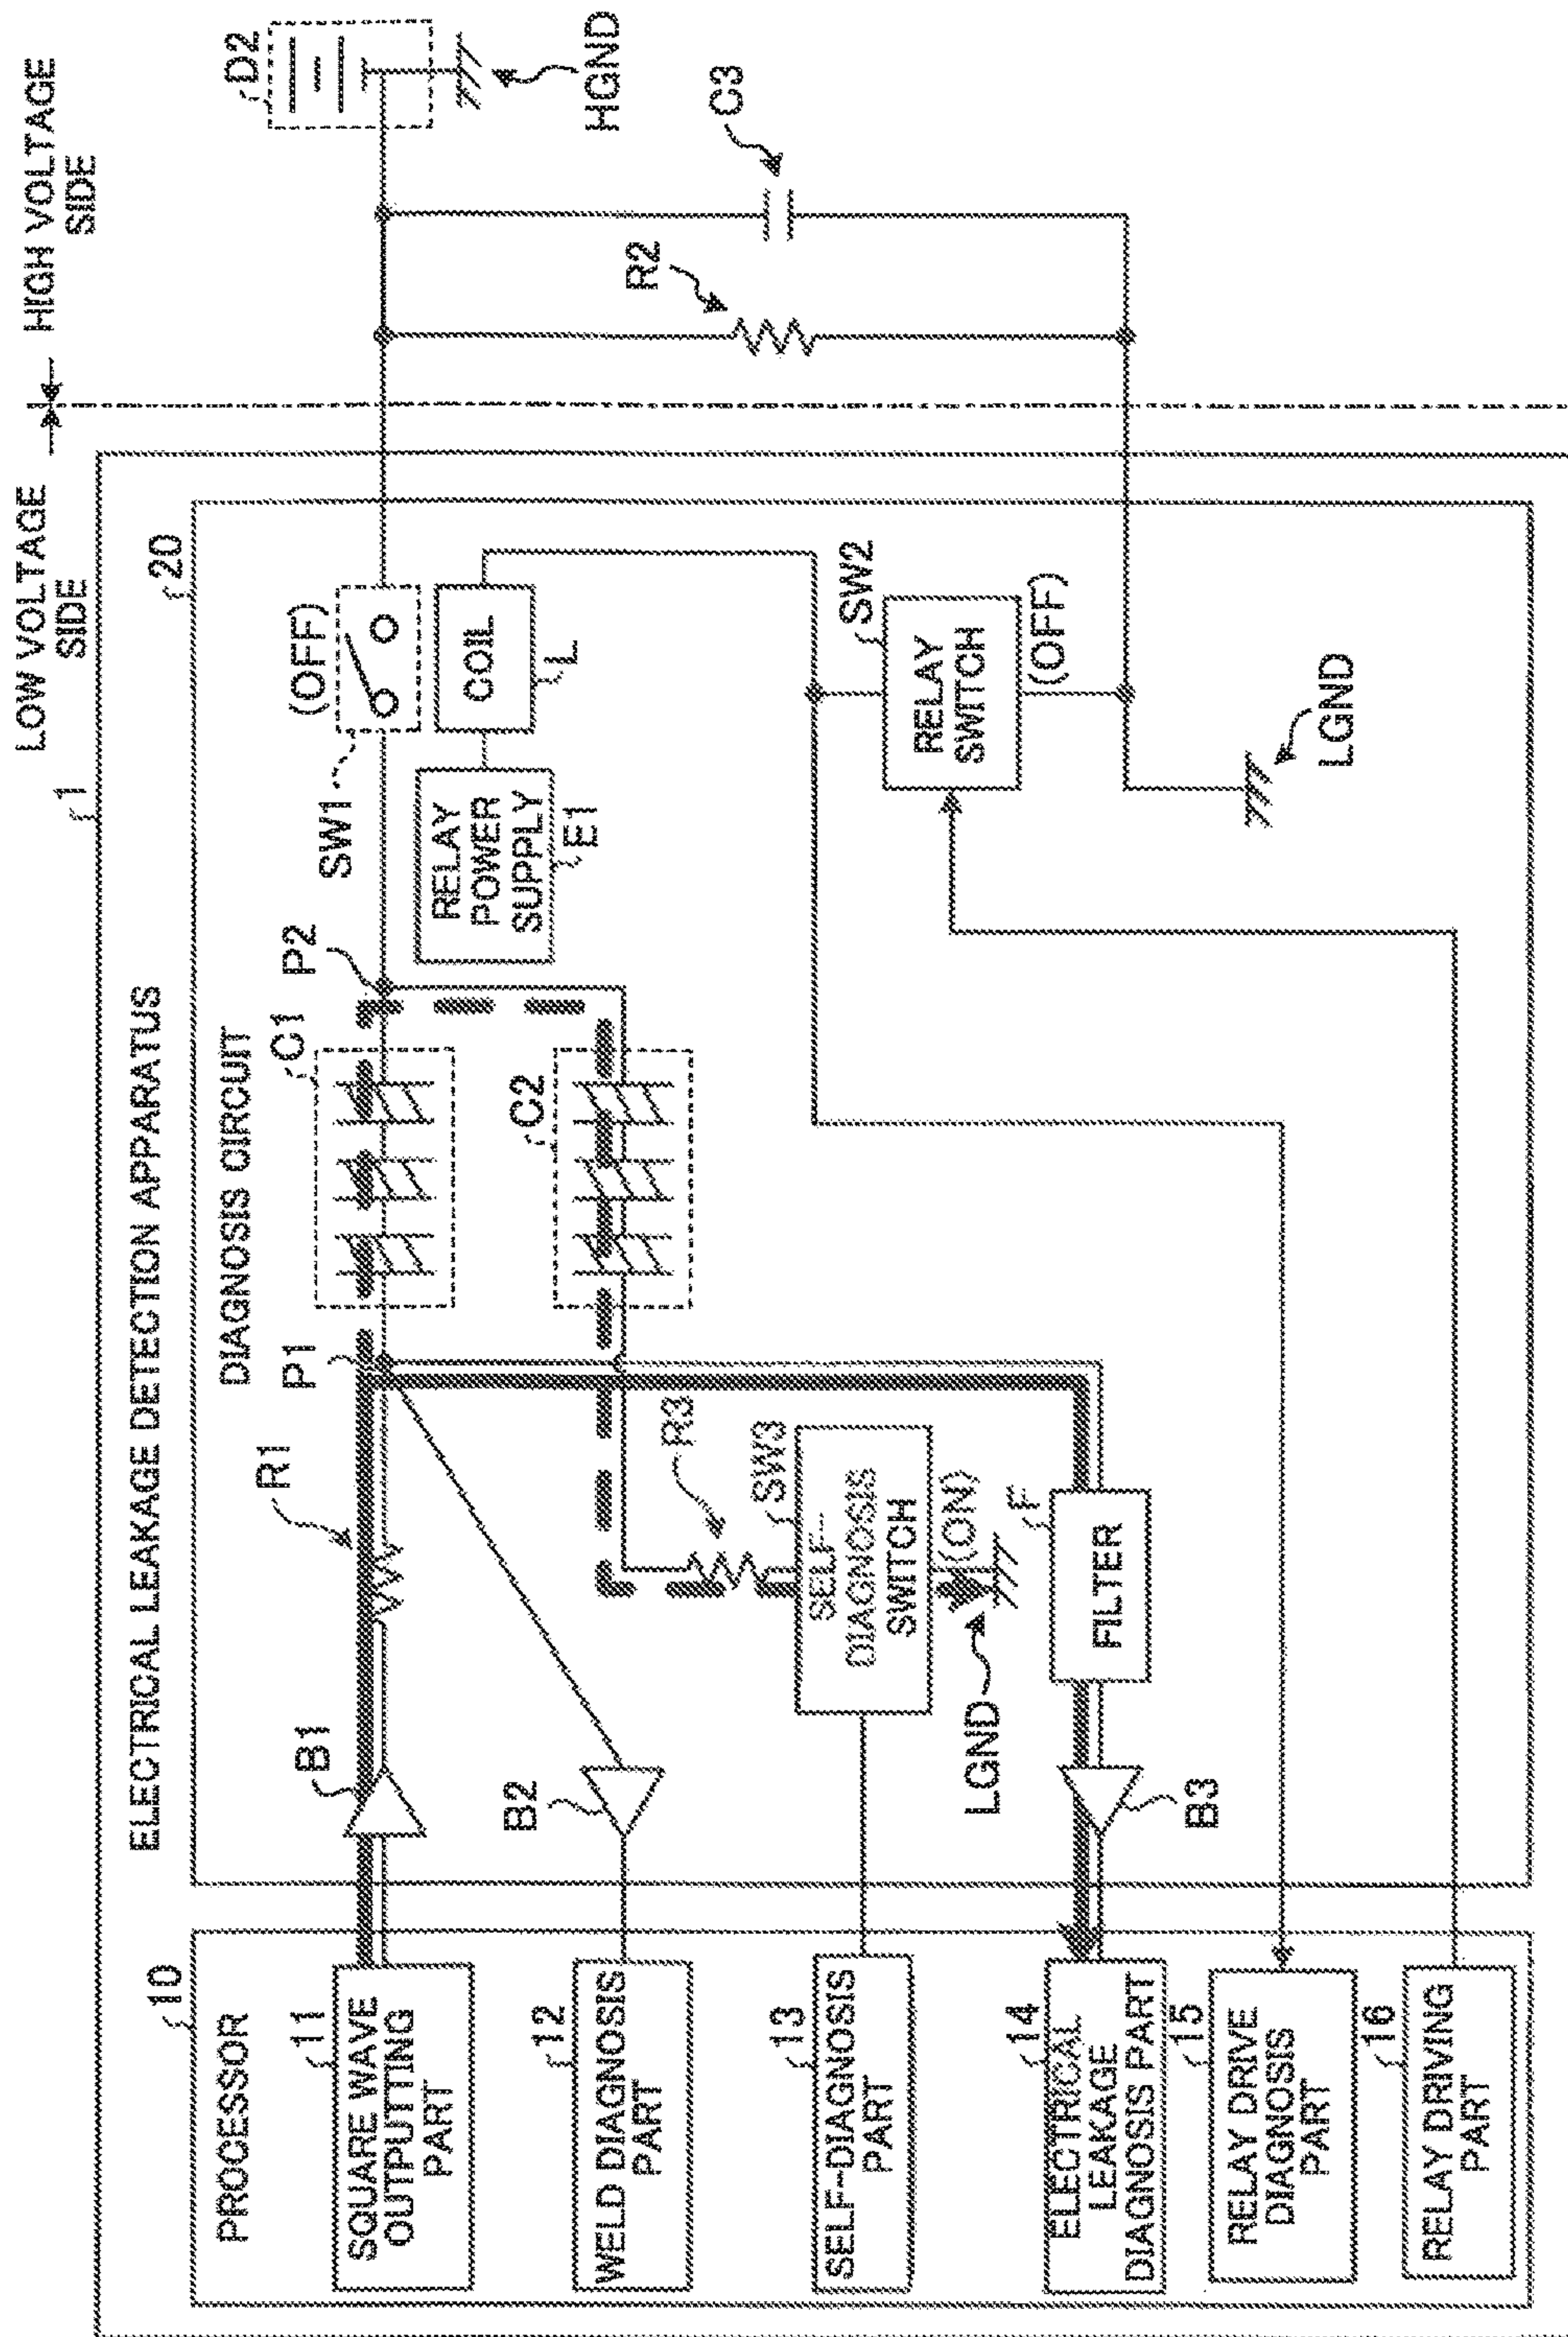 LOW VOLTAGE
SIDE
HIGH VOLTAGE
SIDE
1
ELECTRICAL LEAKAGE DETECTION APPARATUS
10
PROCESSOR
11
SQUARE WAVE
OUTPUTING
PART
12
WELD DIAGNOSIS
PART
13
SELF-DIAGNOSIS
PART
14
ELECTRICAL
LEAKAGE
DIAGNOSIS PART
15
RELAY DRIVE
DIAGNOSIS
PART
16
RELAY DRIVING
PART
20
DIAGNOSIS CIRCUIT
B1
R1
P1
C1
P2
SW1
(OFF)
D2
HGND
B2
C2
RELAY
POWER
SUPPLY
E1
COIL
L
R3
SW3
SELF-
DIAGNOSIS
SWITCH
(ON)
LGND
F
FILTER
B3
SW2
RELAY
SWITCH
(OFF)
LGND
R2
C3